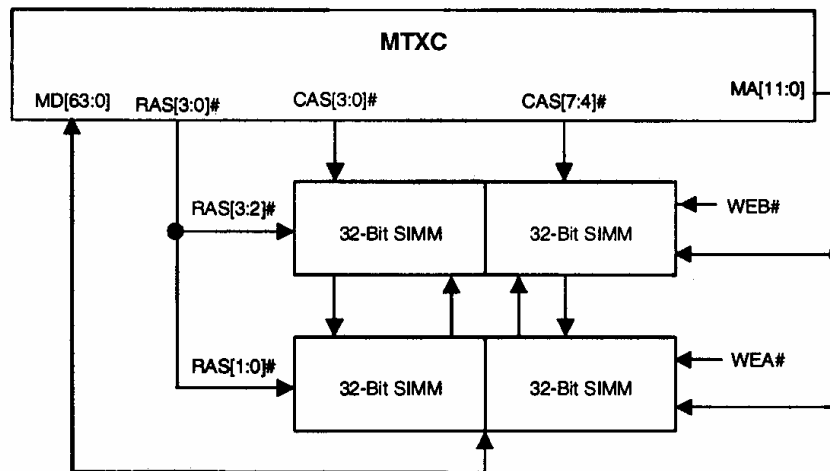 MTXC
MD[63:0] RAS[3:0]# CAS[3:0]# CAS[7:4]# MA[11:0]
RAS[3:2]# 32-Bit SIMM 32-Bit SIMM WEB#
RAS[1:0]# 32-Bit SIMM 32-Bit SIMM WEA#